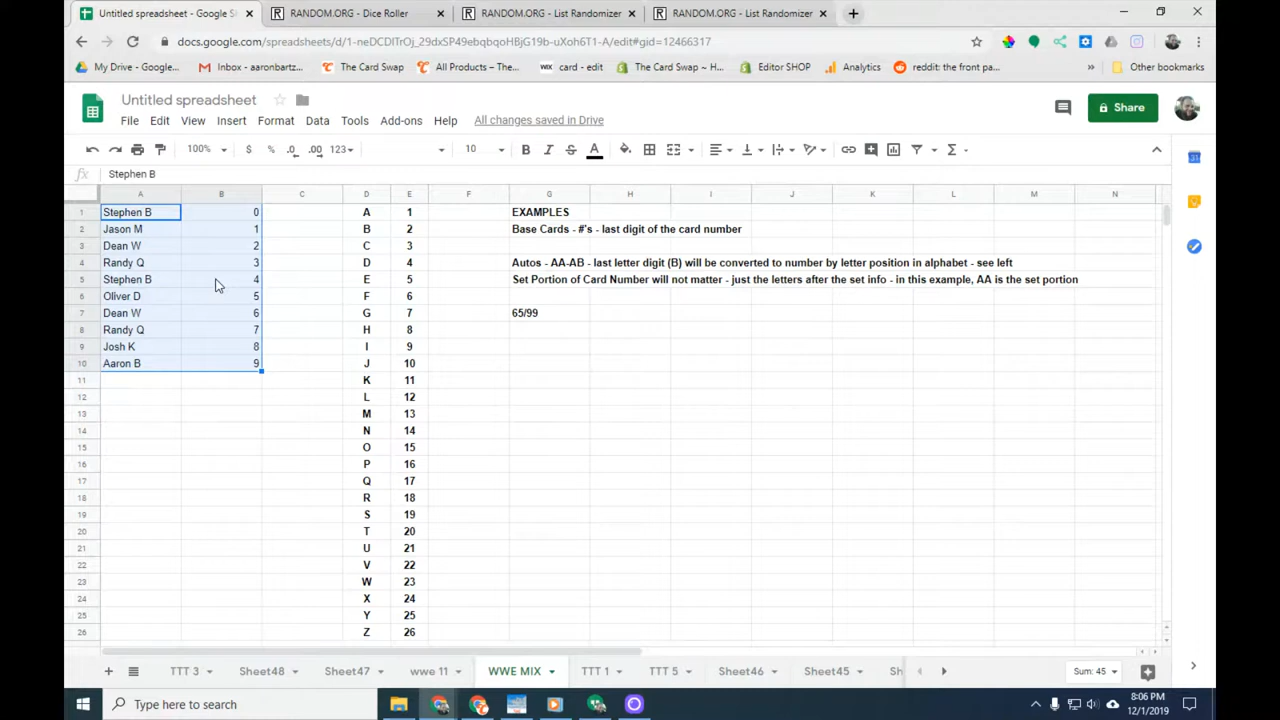 Untitled spreadsheet - Google Sh
RANDOM.ORG - Dice Roller
RANDOM.ORG - List Randomizer
RANDOM.ORG - List Randomizer
docs.google.com/spreadsheets/d/
/edit#gid=12466317
My Drive - Google...
Inbox - aaronbartz...
The Card Swap
All Products ~ The...
WIX card - edit
The Card Swap ~ H...
Editor SHOP
Analytics
reddit: the front pa...
Other bookmarks
Untitled spreadsheet
File Edit View Insert Format Data Tools Add-ons Help All changes saved in Drive
Share
100% $ % .0 .00 123 10 B I S A
fx Stephen B
A B C D E F G H I J K L M N
1 Stephen B 0 A 1 EXAMPLES
2 Jason M 1 B 2 Base Cards - #'s - last digit of the card number
3 Dean W 2 C 3
4 Randy Q 3 D 4 Autos - AA-AB - last letter digit (B) will be converted to number by letter position in alphabet - see left
5 Stephen B 4 E 5 Set Portion of Card Number will not matter - just the letters after the set info - in this example, AA is the set portion
6 Oliver D 5 F 6
7 Dean W 6 G 7 65/99
8 Randy Q 7 H 8
9 Josh K 8 I 9
10 Aaron B 9 J 10
11 K 11
12 L 12
13 M 13
14 N 14
15 O 15
16 P 16
17 Q 17
18 R 18
19 S 19
20 T 20
21 U 21
22 V 22
23 W 23
24 X 24
25 Y 25
26 Z 26
TTT 3 Sheet48 Sheet47 wwe 11 WWE MIX TTT 1 TTT 5 Sheet46 Sheet45 Sh
Sum: 45
Type here to search
8:06 PM
12/1/2019